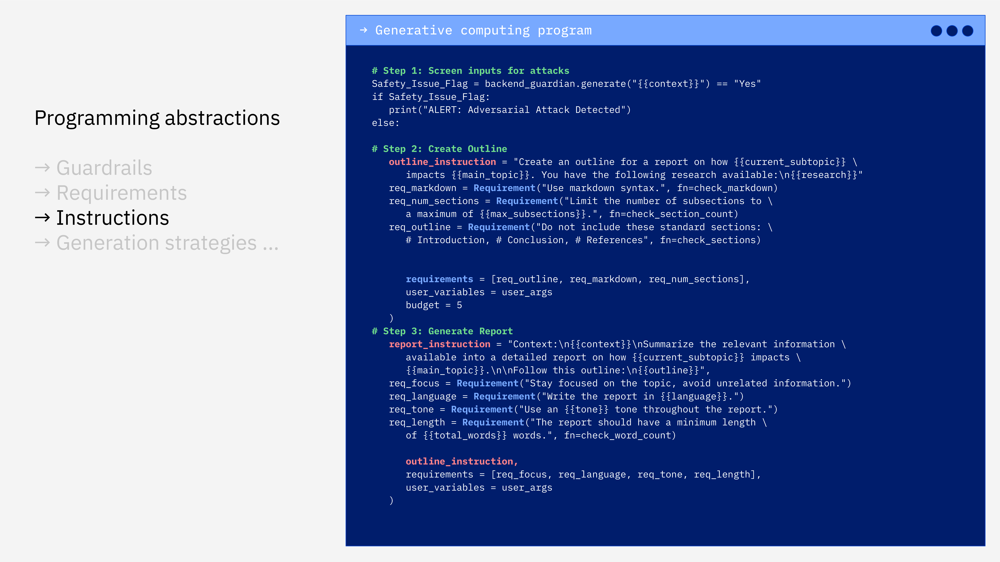 Programming abstractions
→ Guardrails
→ Requirements
→ Instructions
→ Generation strategies ...
→ Generative computing program
# Step 1: Screen inputs for attacks
Safety_Issue_Flag = backend_guardian.generate("{{context}}") == "Yes"
if Safety_Issue_Flag:
   print("ALERT: Adversarial Attack Detected")
else:
# Step 2: Create Outline
   outline_instruction = "Create an outline for a report on how {{current_subtopic}} \
      impacts {{main_topic}}. You have the following research available:\n{{research}}"
   req_markdown = Requirement("Use markdown syntax.", fn=check_markdown)
   req_num_sections = Requirement("Limit the number of subsections to \
      a maximum of {{max_subsections}}.", fn=check_section_count)
   req_outline = Requirement("Do not include these standard sections: \
      # Introduction, # Conclusion, # References", fn=check_sections)
      requirements = [req_outline, req_markdown, req_num_sections],
      user_variables = user_args
      budget = 5
   )
# Step 3: Generate Report
   report_instruction = "Context:\n{{context}}\nSummarize the relevant information \
      available into a detailed report on how {{current_subtopic}} impacts \
      {{main_topic}}.\n\nFollow this outline:\n{{outline}}",
   req_focus = Requirement("Stay focused on the topic, avoid unrelated information.")
   req_language = Requirement("Write the report in {{language}}.")
   req_tone = Requirement("Use an {{tone}} tone throughout the report.")
   req_length = Requirement("The report should have a minimum length \
      of {{total_words}} words.", fn=check_word_count)
      outline_instruction,
      requirements = [req_focus, req_language, req_tone, req_length],
      user_variables = user_args
   )